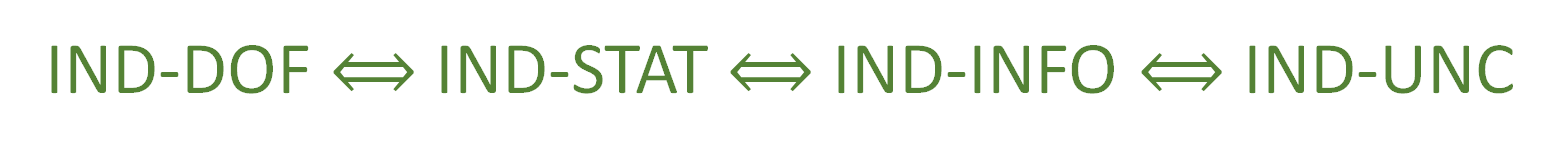 IND-DOF ⟺ IND-STAT ⟺ IND-INFO ⟺ IND-UNC